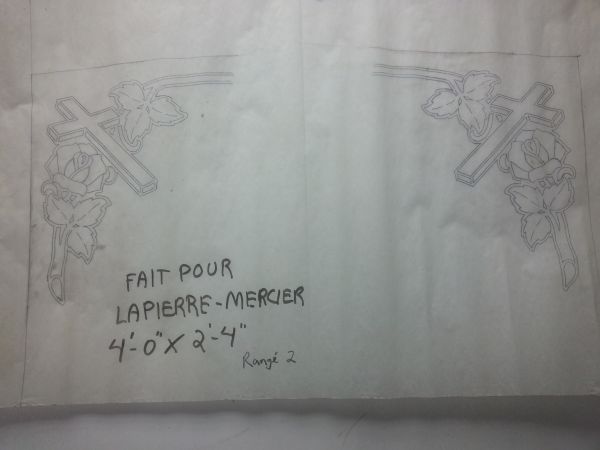 FAIT POUR
LAPIERRE-MERCIER
4'-0" X 2'-4"
Rangé 2